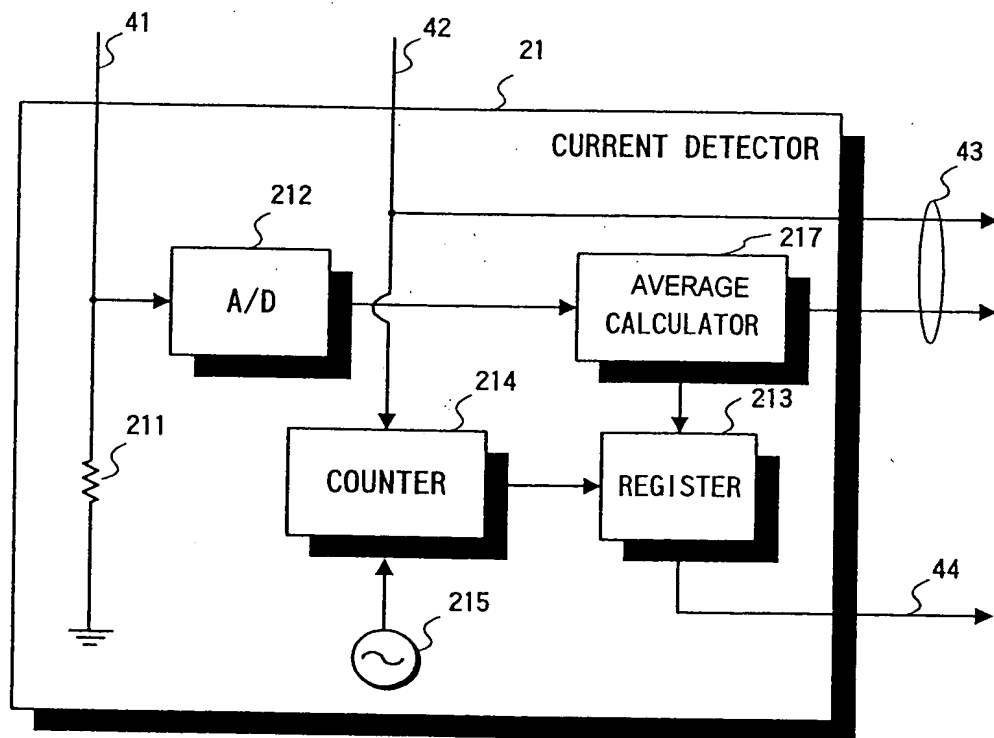 41
42
21
CURRENT DETECTOR
43
212
217
A/D
AVERAGE
CALCULATOR
214
213
211
COUNTER
REGISTER
44
215